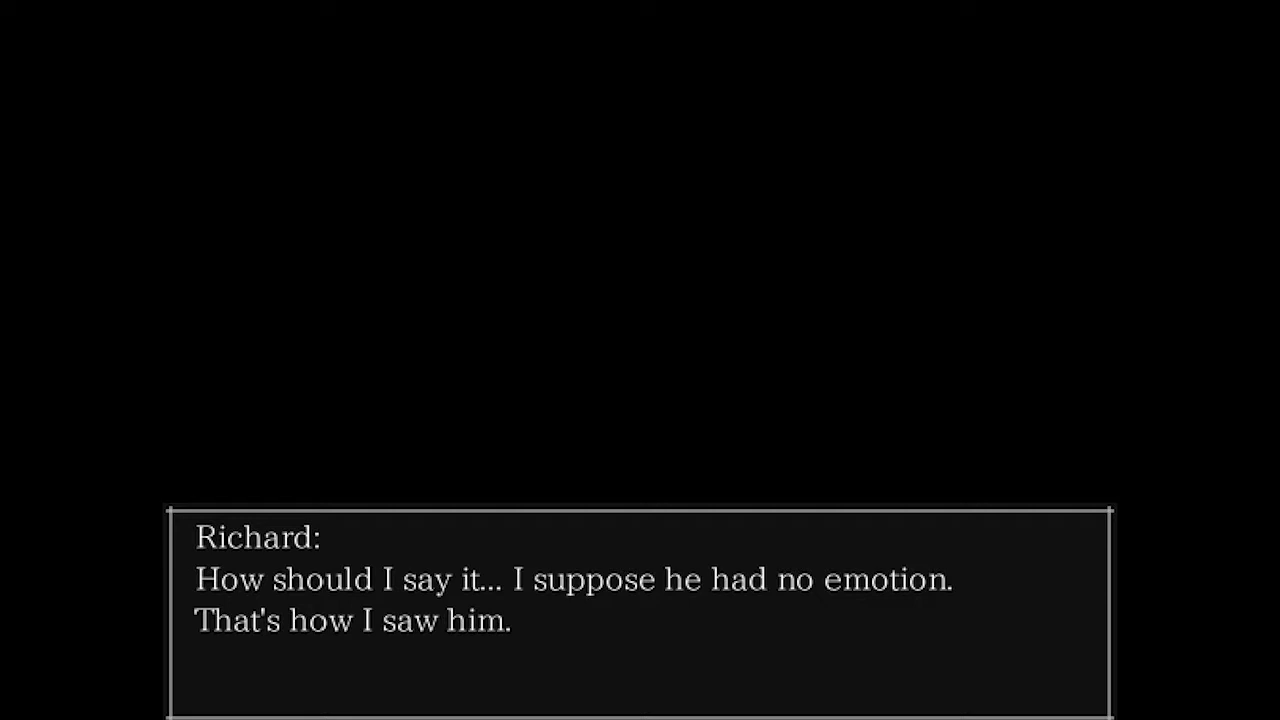 Richard:
How should I say it... I suppose he had no emotion.
That's how I saw him.